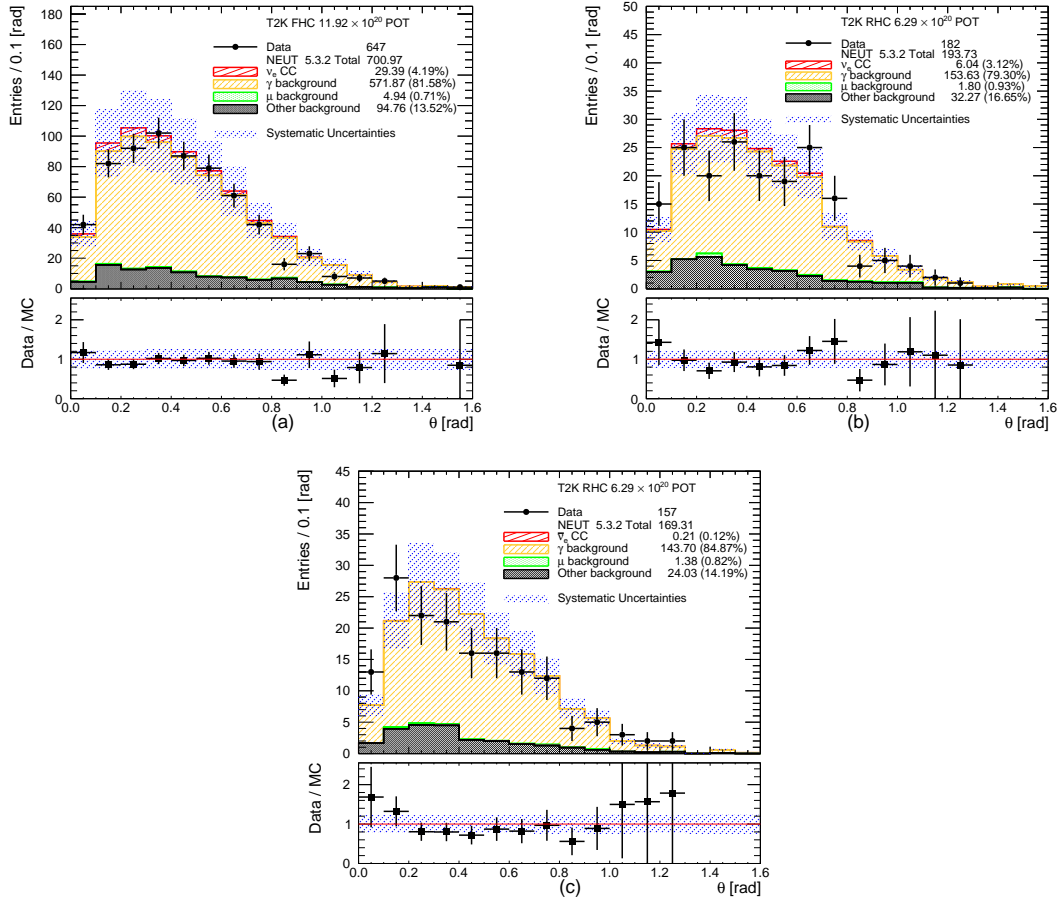 T2K FHC 11.92 × 10²⁰ POT
Data 647
NEUT 5.3.2 Total 700.97
νₑ CC 29.39 (4.19%)
γ background 571.87 (81.58%)
μ background 4.94 (0.71%)
Other background 94.76 (13.52%)
Systematic Uncertainties
Entries / 0.1 [rad]
180
160
140
120
100
80
60
40
20
0
Data / MC
2
1
0
0.0 0.2 0.4 0.6 0.8 1.0 1.2 1.4 1.6
θ [rad]
(a)
T2K RHC 6.29 × 10²⁰ POT
Data 182
NEUT 5.3.2 Total 193.73
νₑ CC 6.04 (3.12%)
γ background 153.63 (79.30%)
μ background 1.80 (0.93%)
Other background 32.27 (16.65%)
Systematic Uncertainties
Entries / 0.1 [rad]
50
45
40
35
30
25
20
15
10
5
0
Data / MC
2
1
0
0.0 0.2 0.4 0.6 0.8 1.0 1.2 1.4 1.6
θ [rad]
(b)
T2K RHC 6.29 × 10²⁰ POT
Data 157
NEUT 5.3.2 Total 169.31
ν̄ₑ CC 0.21 (0.12%)
γ background 143.70 (84.87%)
μ background 1.38 (0.82%)
Other background 24.03 (14.19%)
Systematic Uncertainties
Entries / 0.1 [rad]
45
40
35
30
25
20
15
10
5
0
Data / MC
2
1
0
0.0 0.2 0.4 0.6 0.8 1.0 1.2 1.4 1.6
θ [rad]
(c)